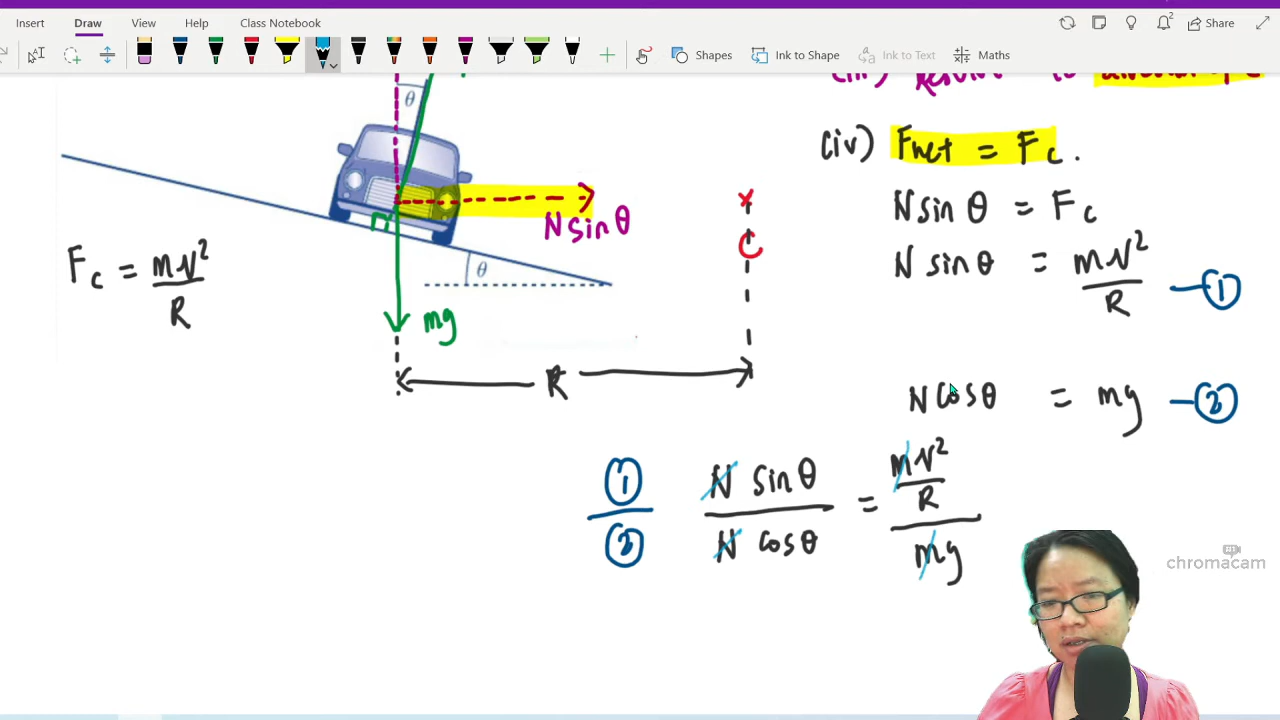 Insert Draw View Help Class Notebook Share
Shapes Ink to Shape Ink to Text Maths
θ
(iv) Fnet = Fc.
N sin θ = Fc
N sin θ
N sin θ = mv²/R —①
Fc = mv²/R
θ
mg
R
C
N cos θ = mg —②
①/② N sin θ / N cos θ = mv²/R / mg
chromacam